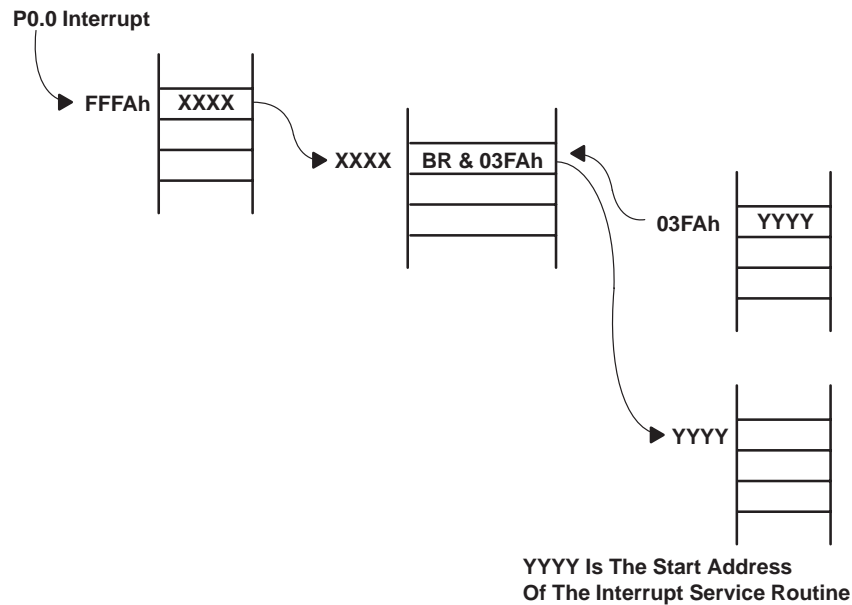 P0.0 Interrupt
FFFAh
XXXX
XXXX
BR & 03FAh
03FAh
YYYY
YYYY
YYYY Is The Start Address
Of The Interrupt Service Routine